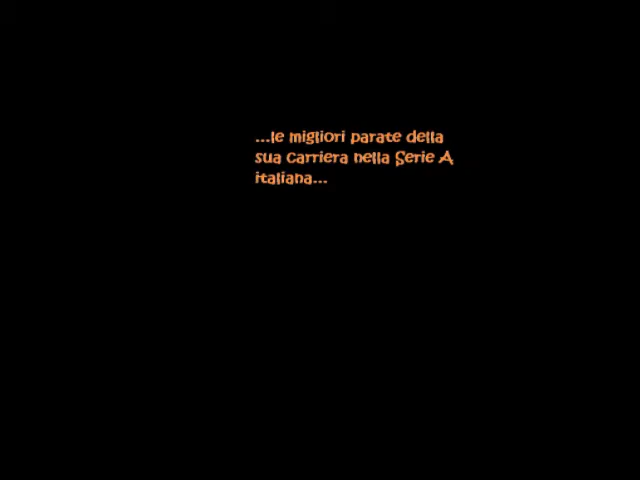 ...le migliori parate della
sua carriera nella Serie A
italiana...